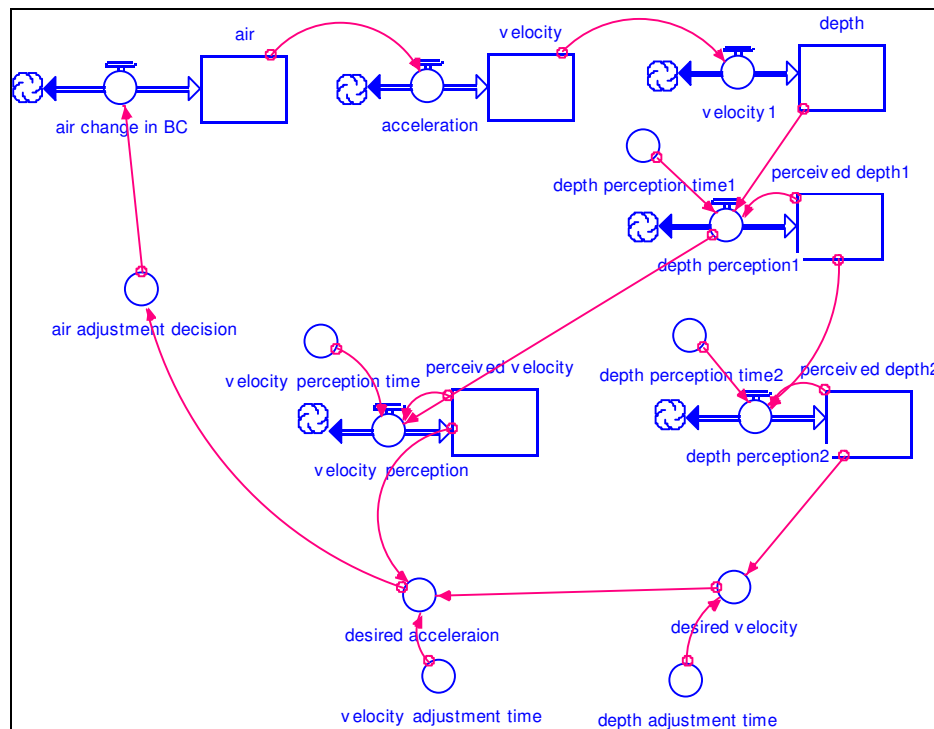 air
velocity
depth
air change in BC
acceleration
velocity 1
depth perception time1
perceived depth1
depth perception1
air adjustment decision
velocity perception time
perceived velocity
depth perception time2
perceived depth2
velocity perception
depth perception2
desired acceleraion
desired velocity
velocity adjustment time
depth adjustment time